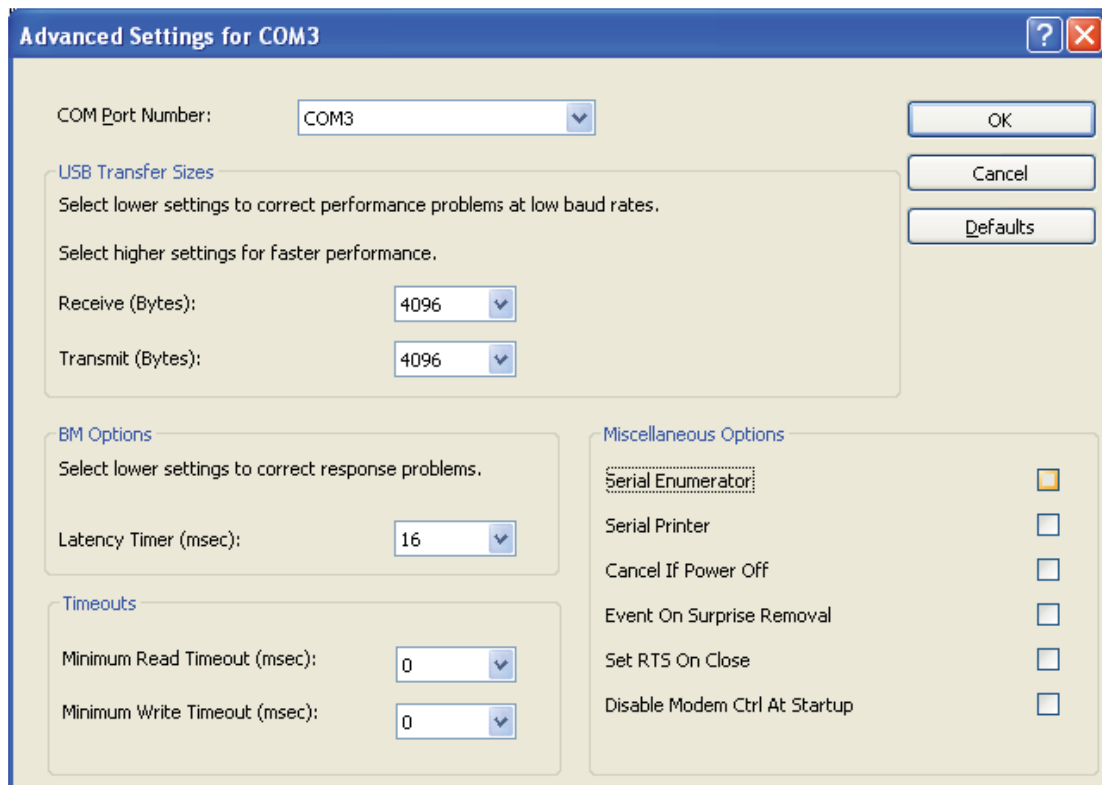 Advanced Settings for COM3
COM Port Number:
COM3
OK
USB Transfer Sizes
Cancel
Select lower settings to correct performance problems at low baud rates.
Defaults
Select higher settings for faster performance.
Receive (Bytes):
4096
Transmit (Bytes):
4096
BM Options
Select lower settings to correct response problems.
Latency Timer (msec):
16
Timeouts
Minimum Read Timeout (msec):
0
Minimum Write Timeout (msec):
0
Miscellaneous Options
Serial Enumerator
Serial Printer
Cancel If Power Off
Event On Surprise Removal
Set RTS On Close
Disable Modem Ctrl At Startup